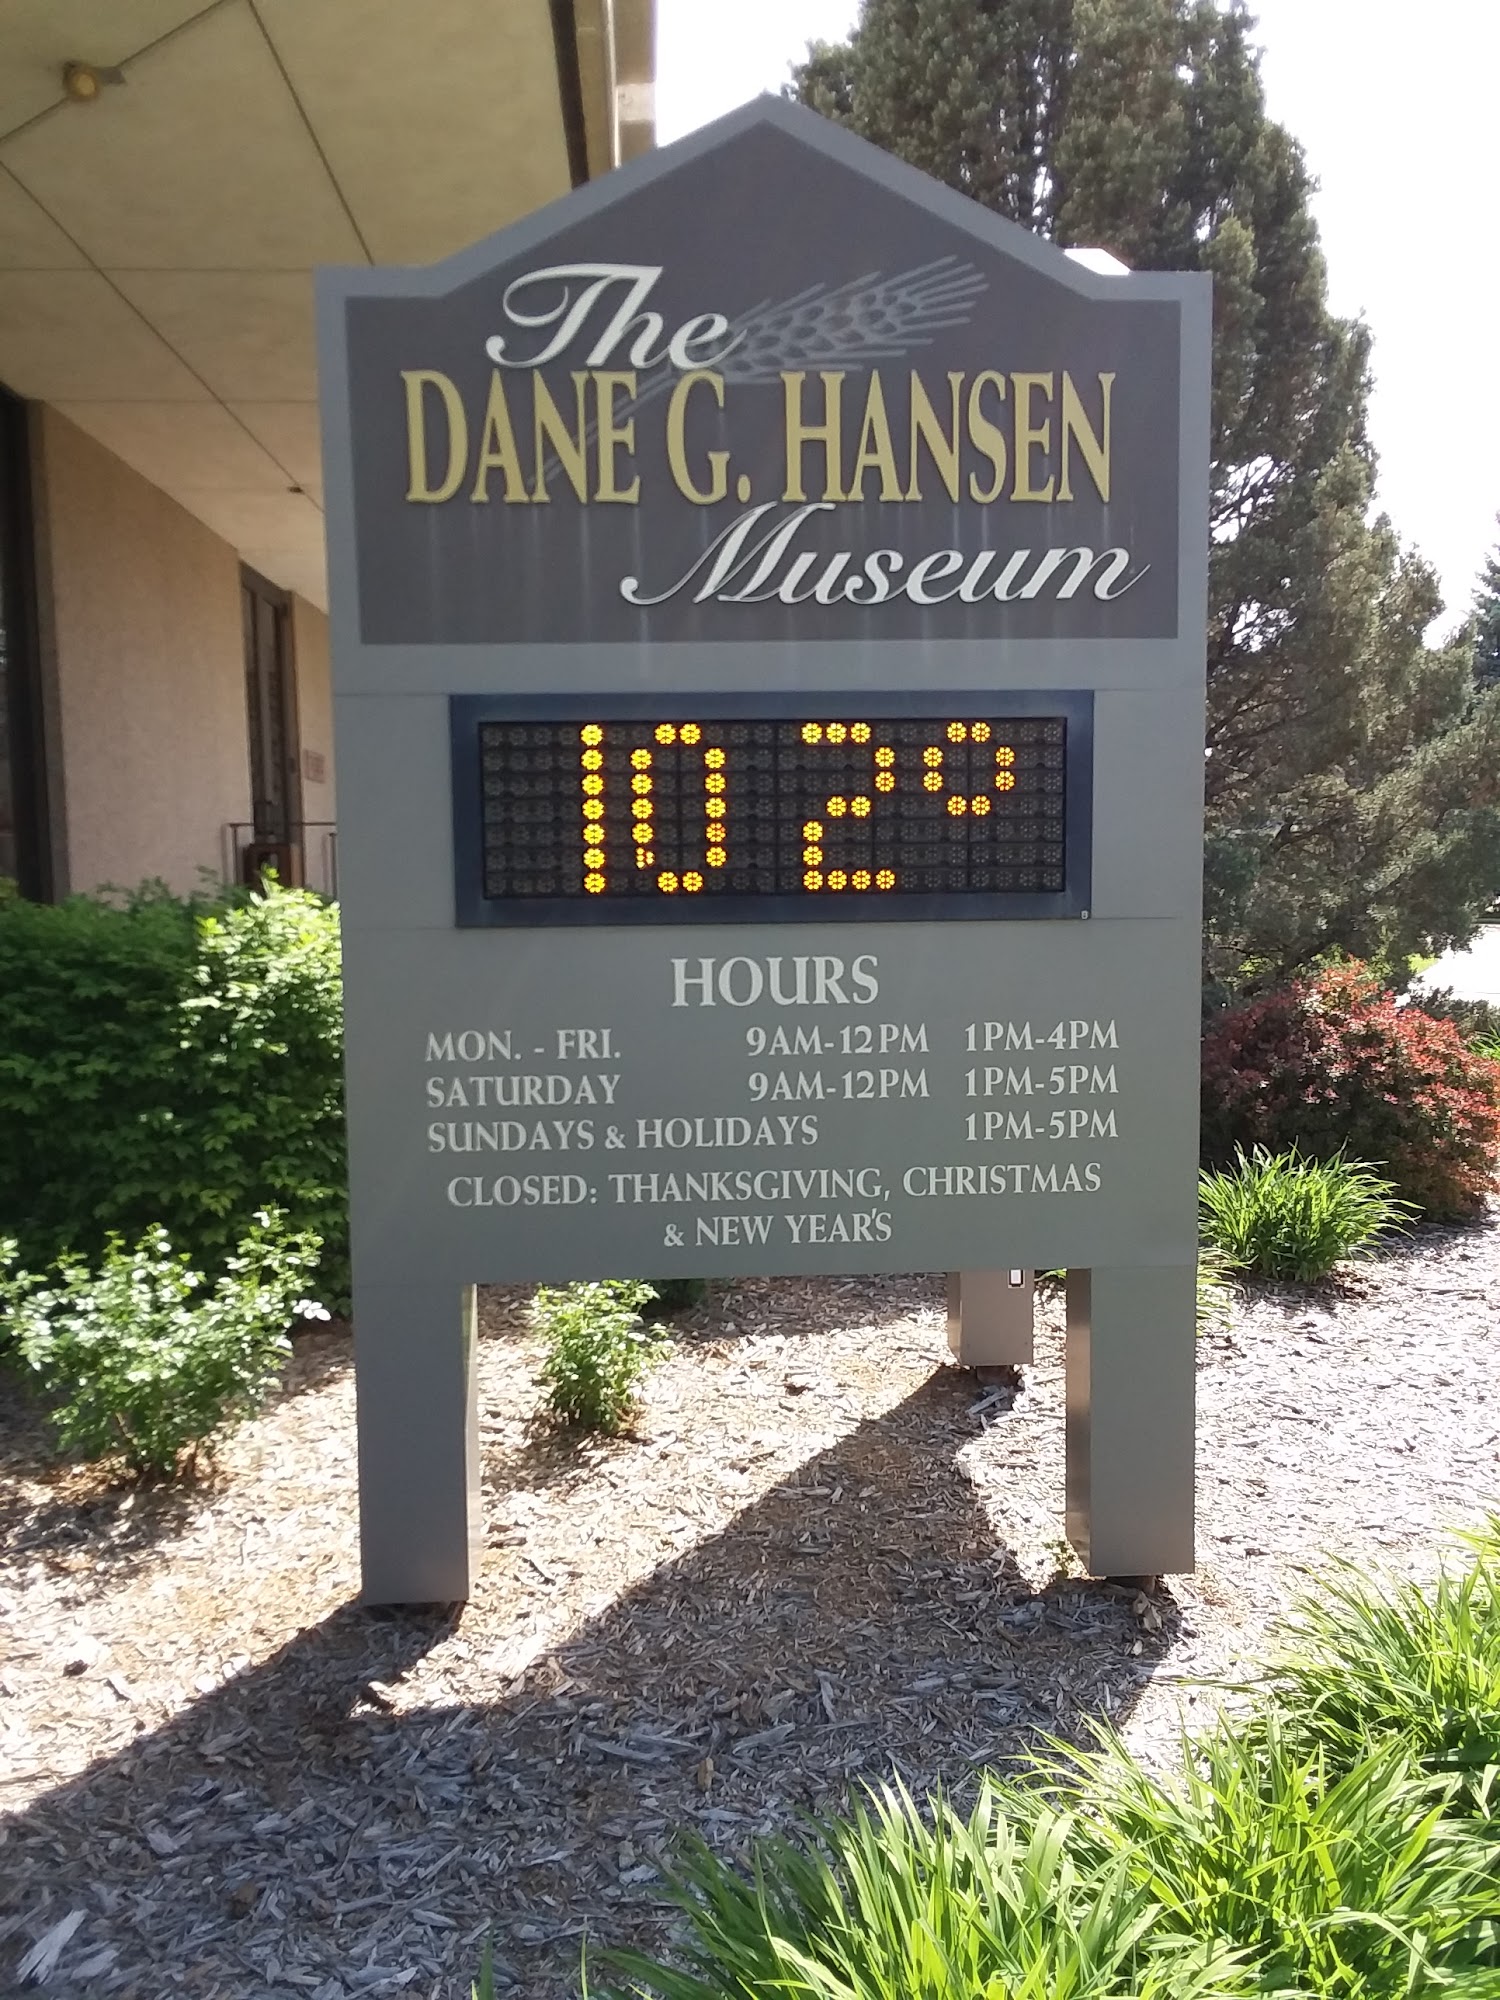 The
DANE G. HANSEN
Museum
102°
HOURS
MON. - FRI. 9AM-12PM 1PM-4PM
SATURDAY 9AM-12PM 1PM-5PM
SUNDAYS & HOLIDAYS 1PM-5PM
CLOSED: THANKSGIVING, CHRISTMAS
& NEW YEAR'S